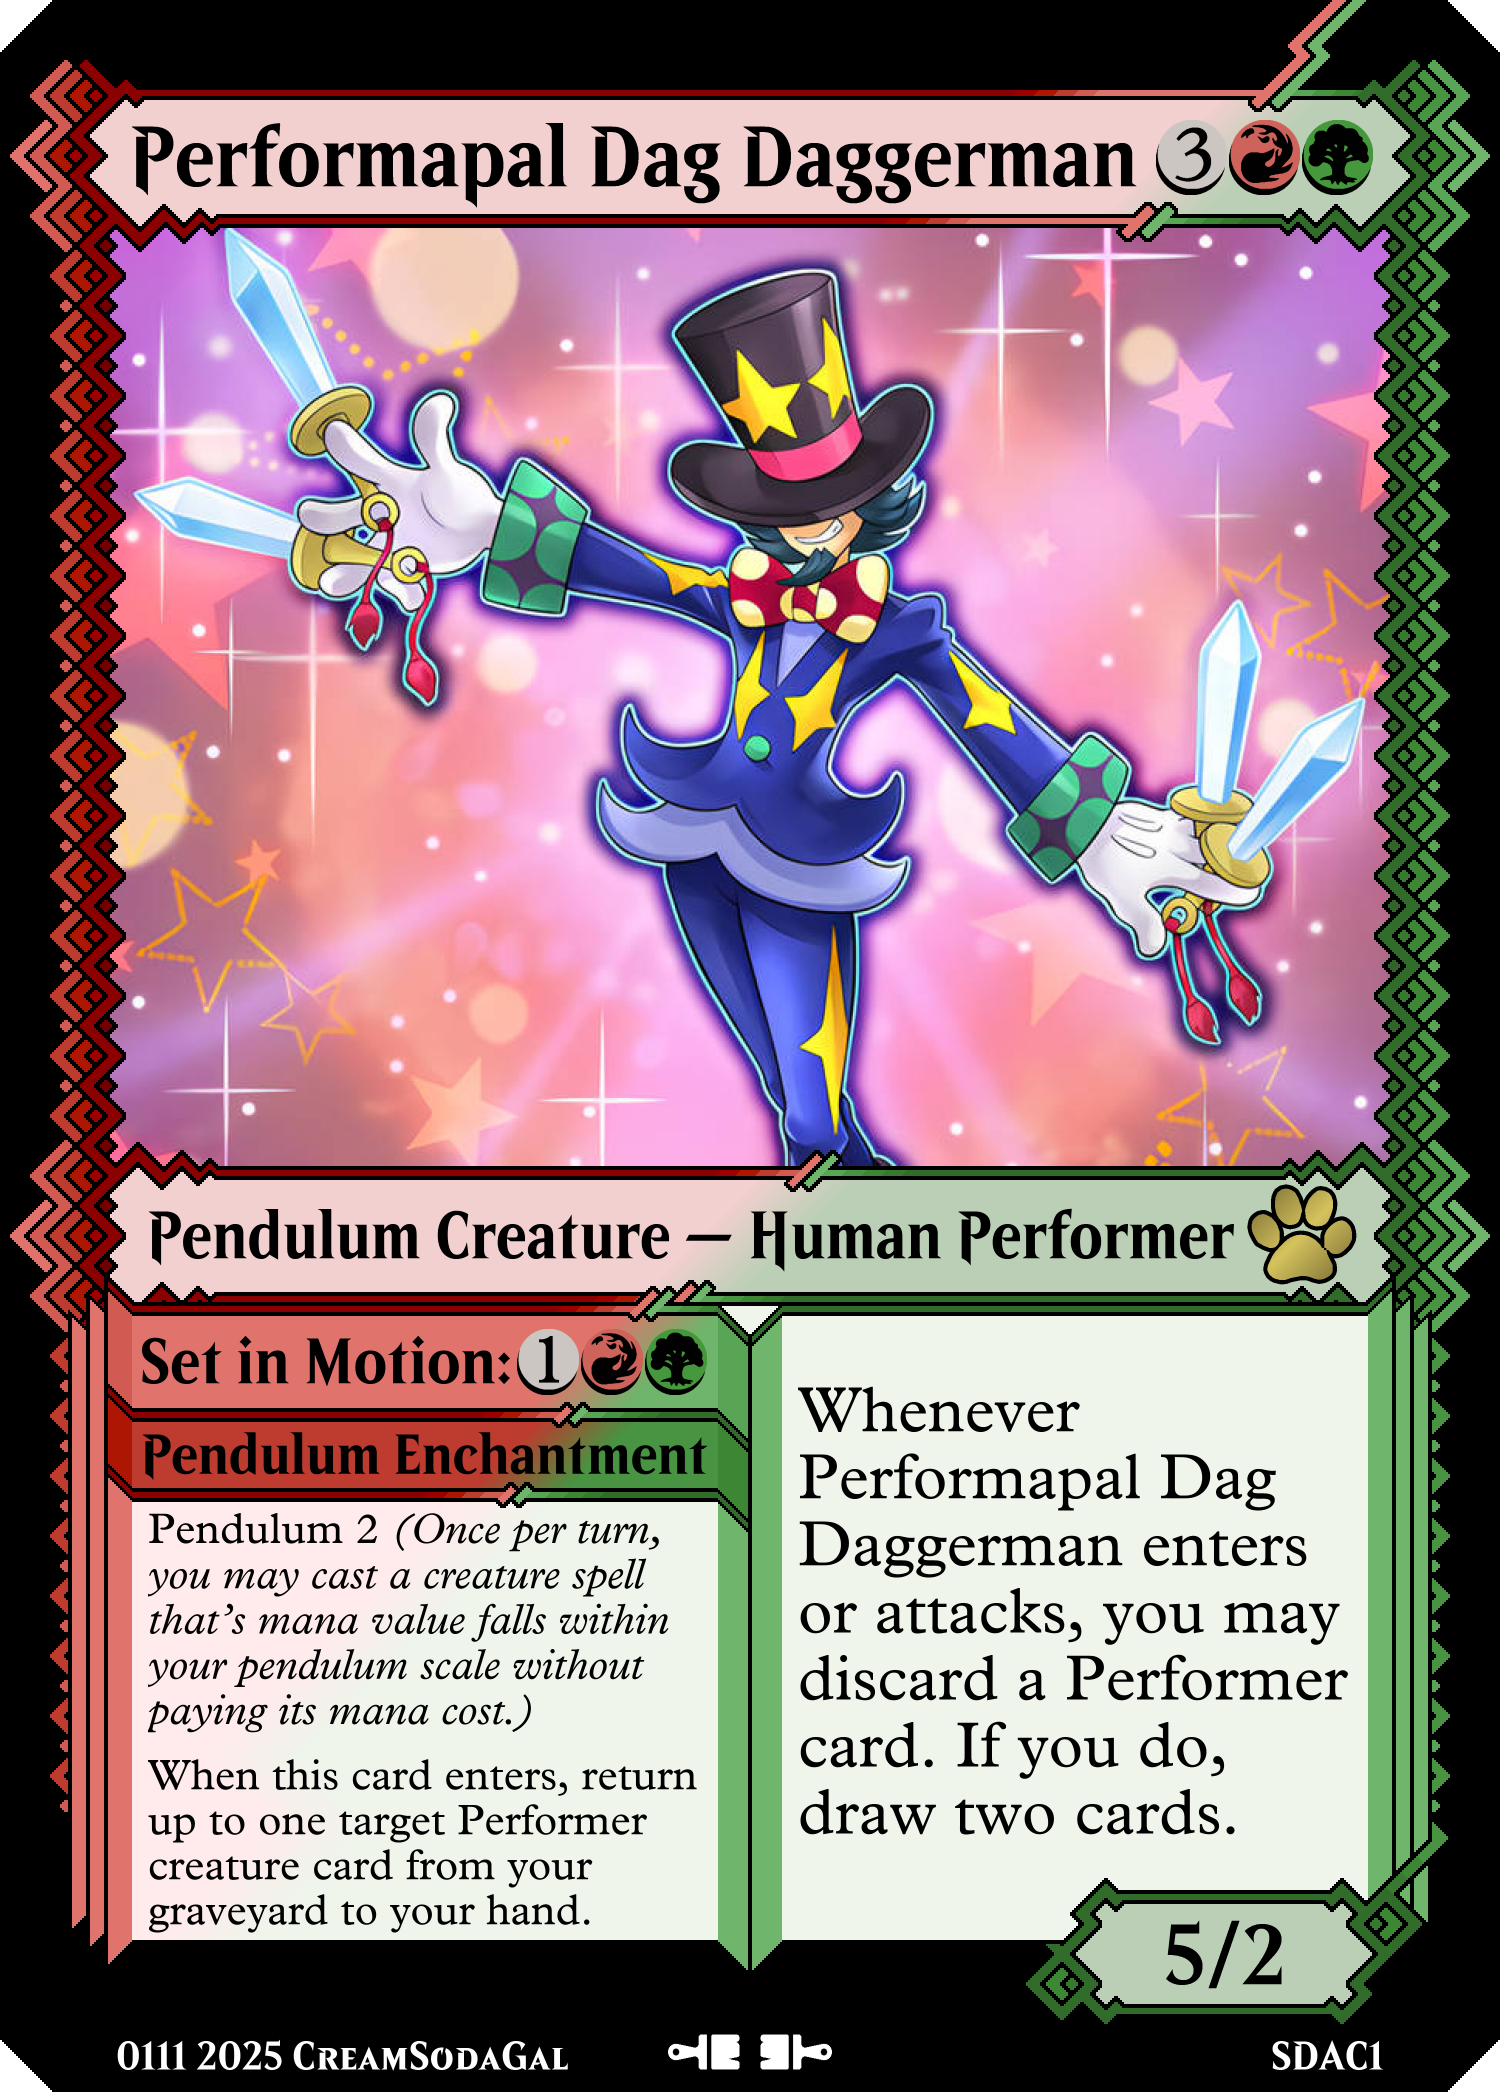 Performapal Dag Daggerman 3
Pendulum Creature — Human Performer
Set in Motion: 1
Pendulum Enchantment
Pendulum 2 (Once per turn,
you may cast a creature spell
that's mana value falls within
your pendulum scale without
paying its mana cost.)
When this card enters, return
up to one target Performer
creature card from your
graveyard to your hand.
Whenever
Performapal Dag
Daggerman enters
or attacks, you may
discard a Performer
card. If you do,
draw two cards.
5/2
0111 2025 CreamSodaGal
SDAC1